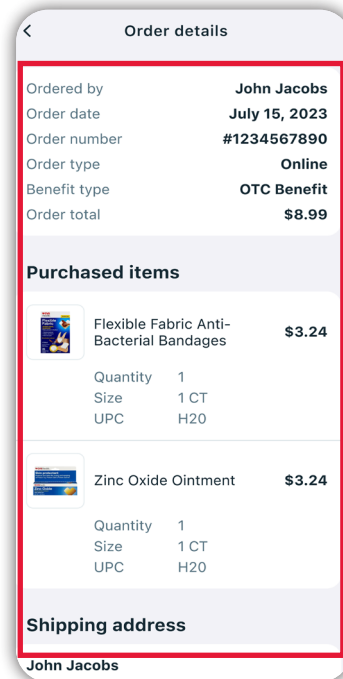 Order details
Ordered by John Jacobs
Order date July 15, 2023
Order number #1234567890
Order type Online
Benefit type OTC Benefit
Order total $8.99
Purchased items
Flexible Fabric Anti-
Bacterial Bandages $3.24
Quantity 1
Size 1 CT
UPC H20
Zinc Oxide Ointment $3.24
Quantity 1
Size 1 CT
UPC H20
Shipping address
John Jacobs